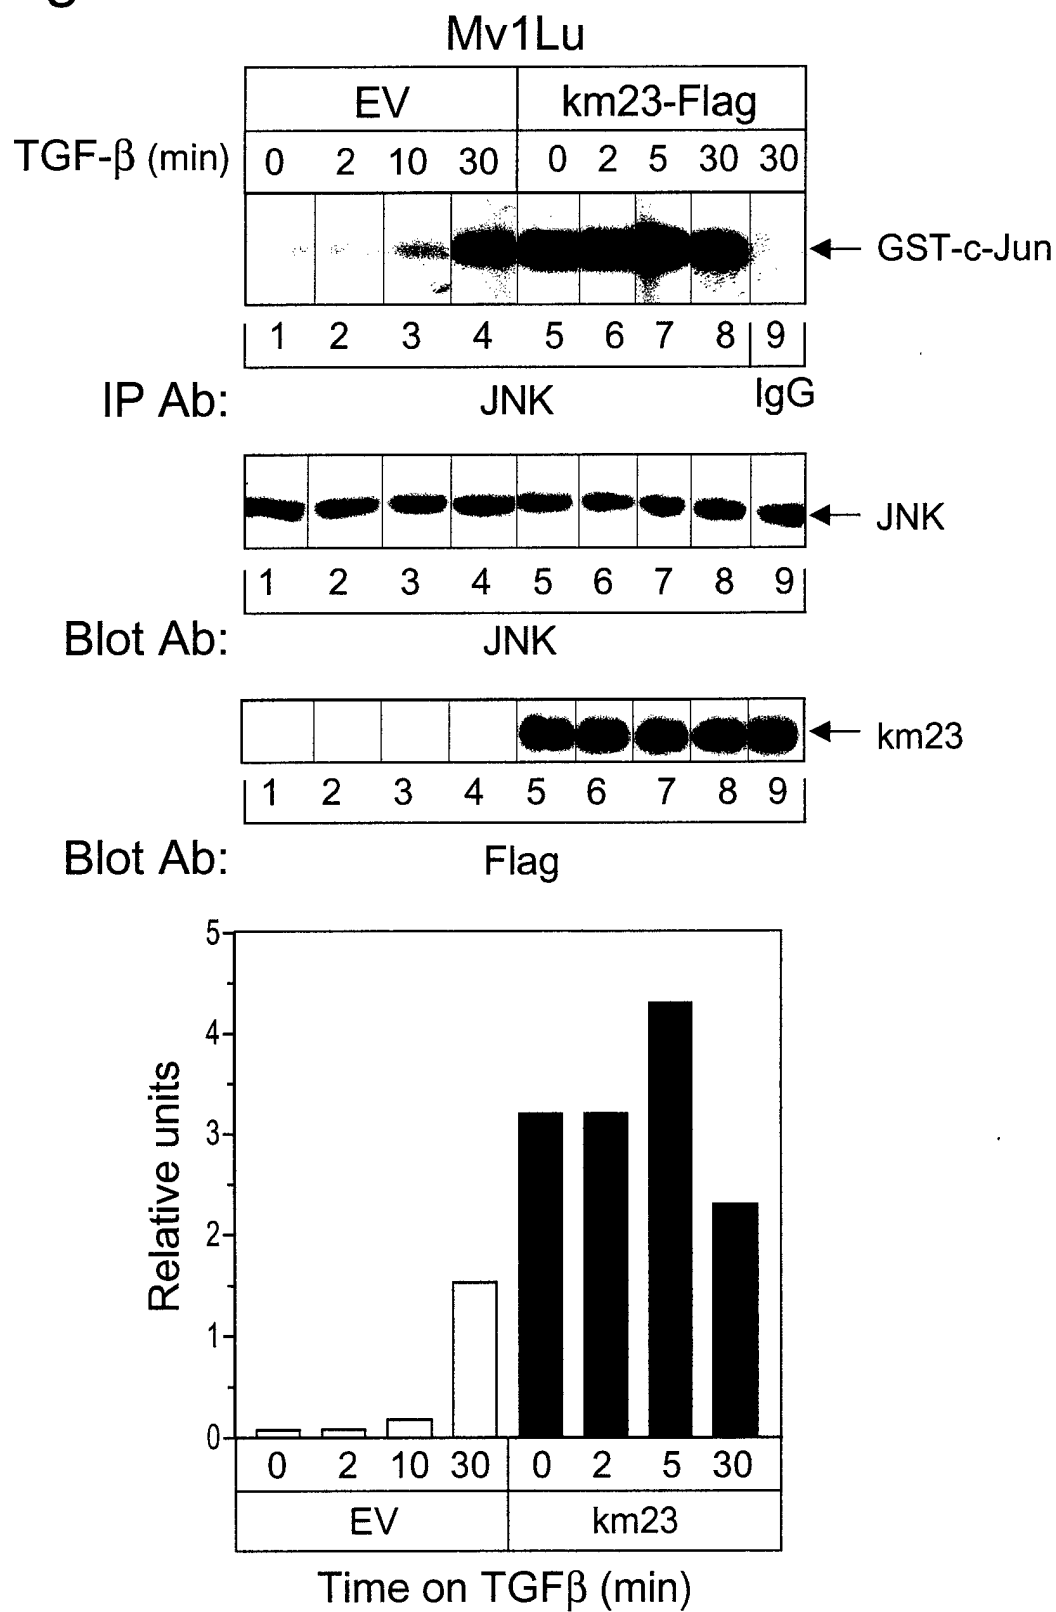 Mv1Lu
EV km23-Flag
TGF-β (min) 0 2 10 30 0 2 5 30 30
GST-c-Jun
1 2 3 4 5 6 7 8 9
IP Ab: JNK IgG
JNK
1 2 3 4 5 6 7 8 9
Blot Ab: JNK
km23
1 2 3 4 5 6 7 8 9
Blot Ab: Flag
5
4
3
2
1
0
Relative units
0 2 10 30 0 2 5 30
EV km23
Time on TGFβ (min)